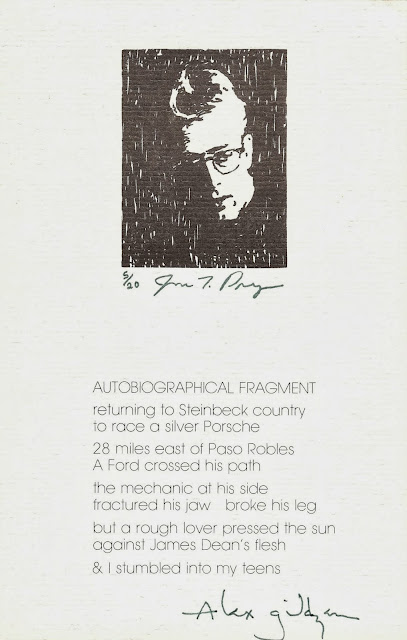 5/20
AUTOBIOGRAPHICAL FRAGMENT
returning to Steinbeck country
to race a silver Porsche
28 miles east of Paso Robles
A Ford crossed his path
the mechanic at his side
fractured his jaw broke his leg
but a rough lover pressed the sun
against James Dean's flesh
& I stumbled into my teens
Alex gildzen